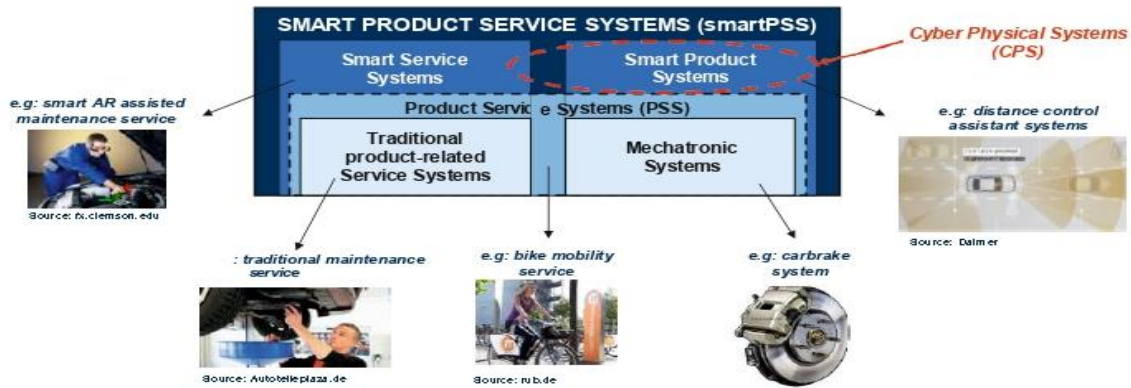 SMART PRODUCT SERVICE SYSTEMS (smartPSS)
Cyber Physical Systems
(CPS)
Smart Service
Systems
Smart Product
Systems
e.g: smart AR assisted
maintenance service
Product Service Systems (PSS)
e.g: distance control
assistant systems
Traditional
product-related
Service Systems
Mechatronic
Systems
Source: fx.clemson.edu
Source: Daimer
: traditional maintenance
service
e.g: bike mobility
service
e.g: carbrake
system
Source: Autoteileplaza.de
Source: rub.de